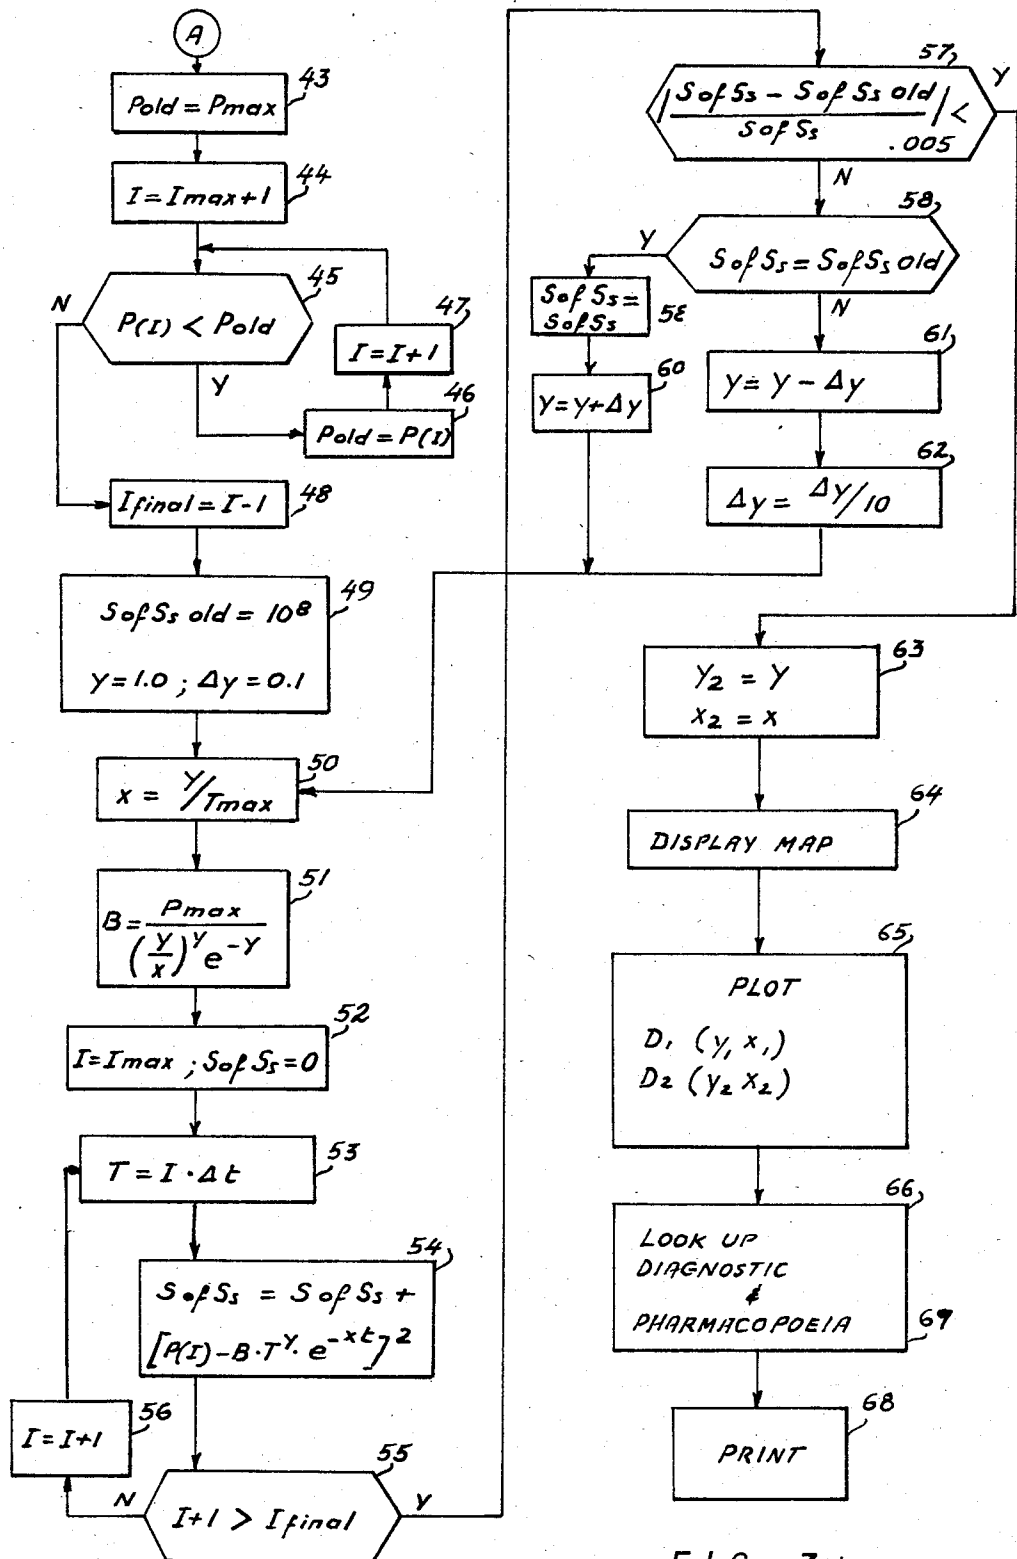 A
43
Pold = Pmax
44
I = Imax+1
45
N
P(I) < Pold
Y
47
I = I+1
46
Pold = P(I)
48
Ifinal = I-1
49
SofSs old = 10⁸
y = 1.0 ; Δy = 0.1
50
x = y/Tmax
51
B = Pmax
(y/x)^y e^-y
52
I = Imax ; SofSs = 0
53
T = I · Δt
54
SofSs = SofSs +
[P(I) - B · T^y · e^-xt]²
56
I = I+1
55
N
Y
I+1 > Ifinal
57
Y
| SofSs - SofSs old / SofSs | <
.005
N
58
Y
SofSs = SofSs old
N
SofSs =
SofSs
5E
60
y = y + Δy
61
y = y - Δy
62
Δy = Δy/10
63
Y₂ = Y
x₂ = x
64
DISPLAY MAP
65
PLOT
D₁ (y₁ x₁)
D₂ (y₂ x₂)
66
LOOK UP
DIAGNOSTIC
&
PHARMACOPOEIA
69
68
PRINT